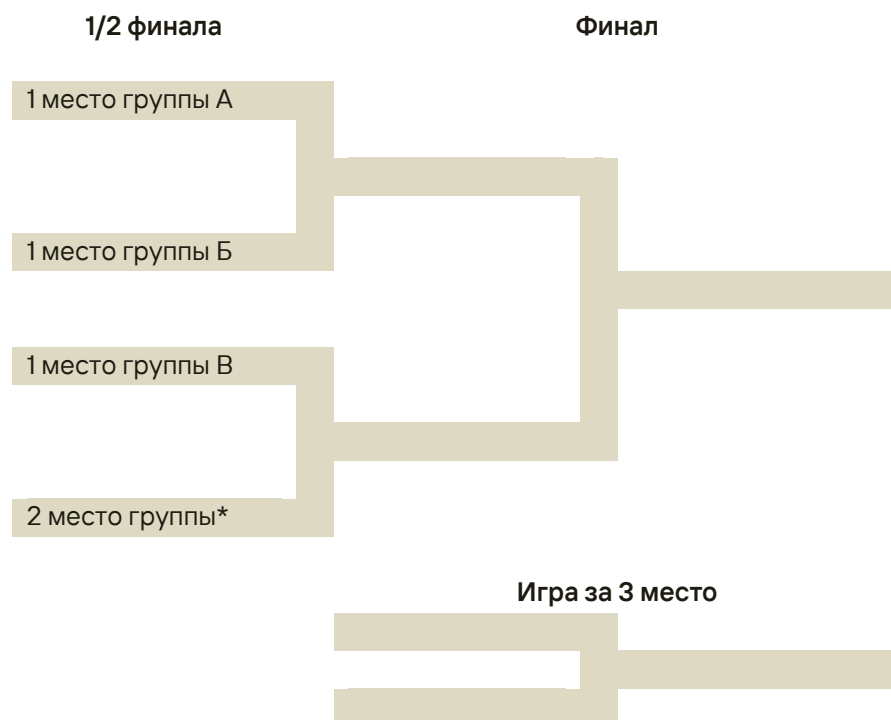 1/2 финала
Финал
1 место группы А
1 место группы Б
1 место группы В
2 место группы*
Игра за 3 место